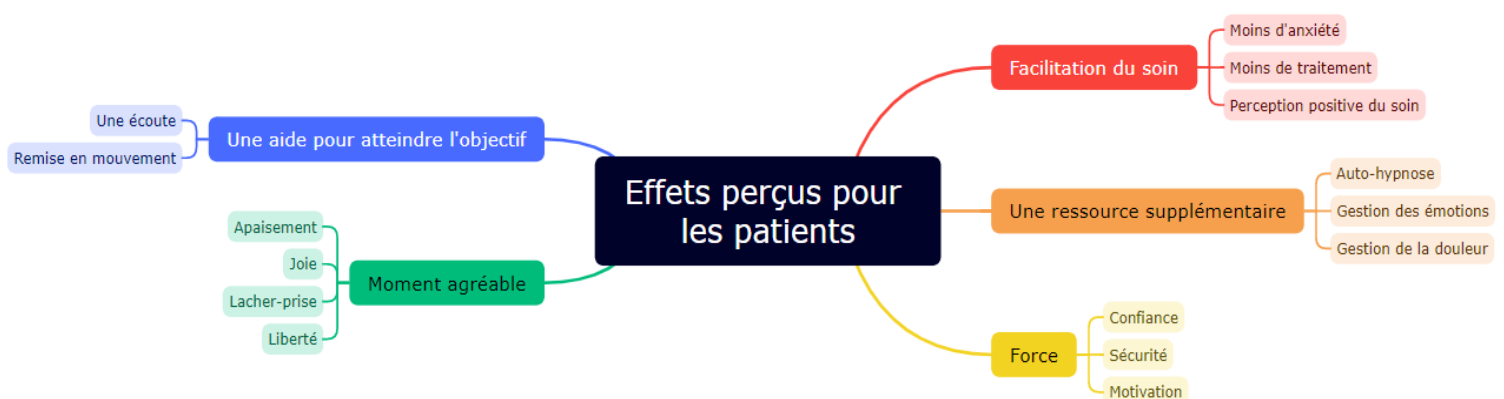 Effets perçus pour
les patients
Facilitation du soin
Moins d'anxiété
Moins de traitement
Perception positive du soin
Une ressource supplémentaire
Auto-hypnose
Gestion des émotions
Gestion de la douleur
Force
Confiance
Sécurité
Motivation
Une aide pour atteindre l'objectif
Une écoute
Remise en mouvement
Moment agréable
Apaisement
Joie
Lacher-prise
Liberté